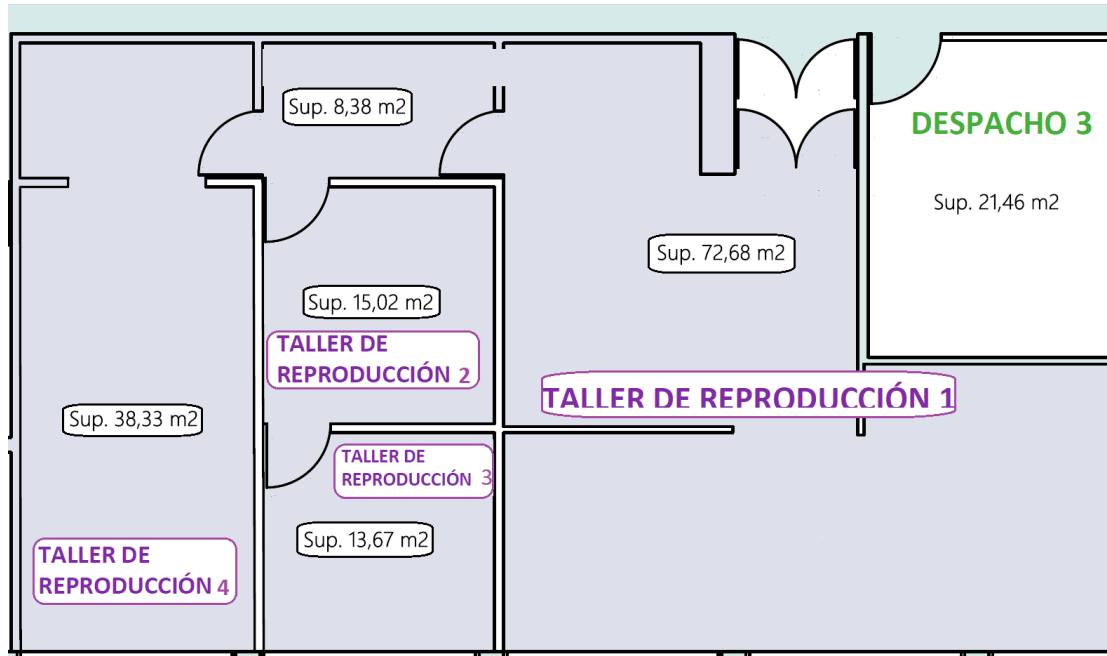 Sup. 8,38 m2
DESPACHO 3
Sup. 21,46 m2
Sup. 72,68 m2
Sup. 15,02 m2
TALLER DE
REPRODUCCIÓN 2
TALLER DE REPRODUCCIÓN 1
Sup. 38,33 m2
TALLER DE
REPRODUCCIÓN 3
Sup. 13,67 m2
TALLER DE
REPRODUCCIÓN 4